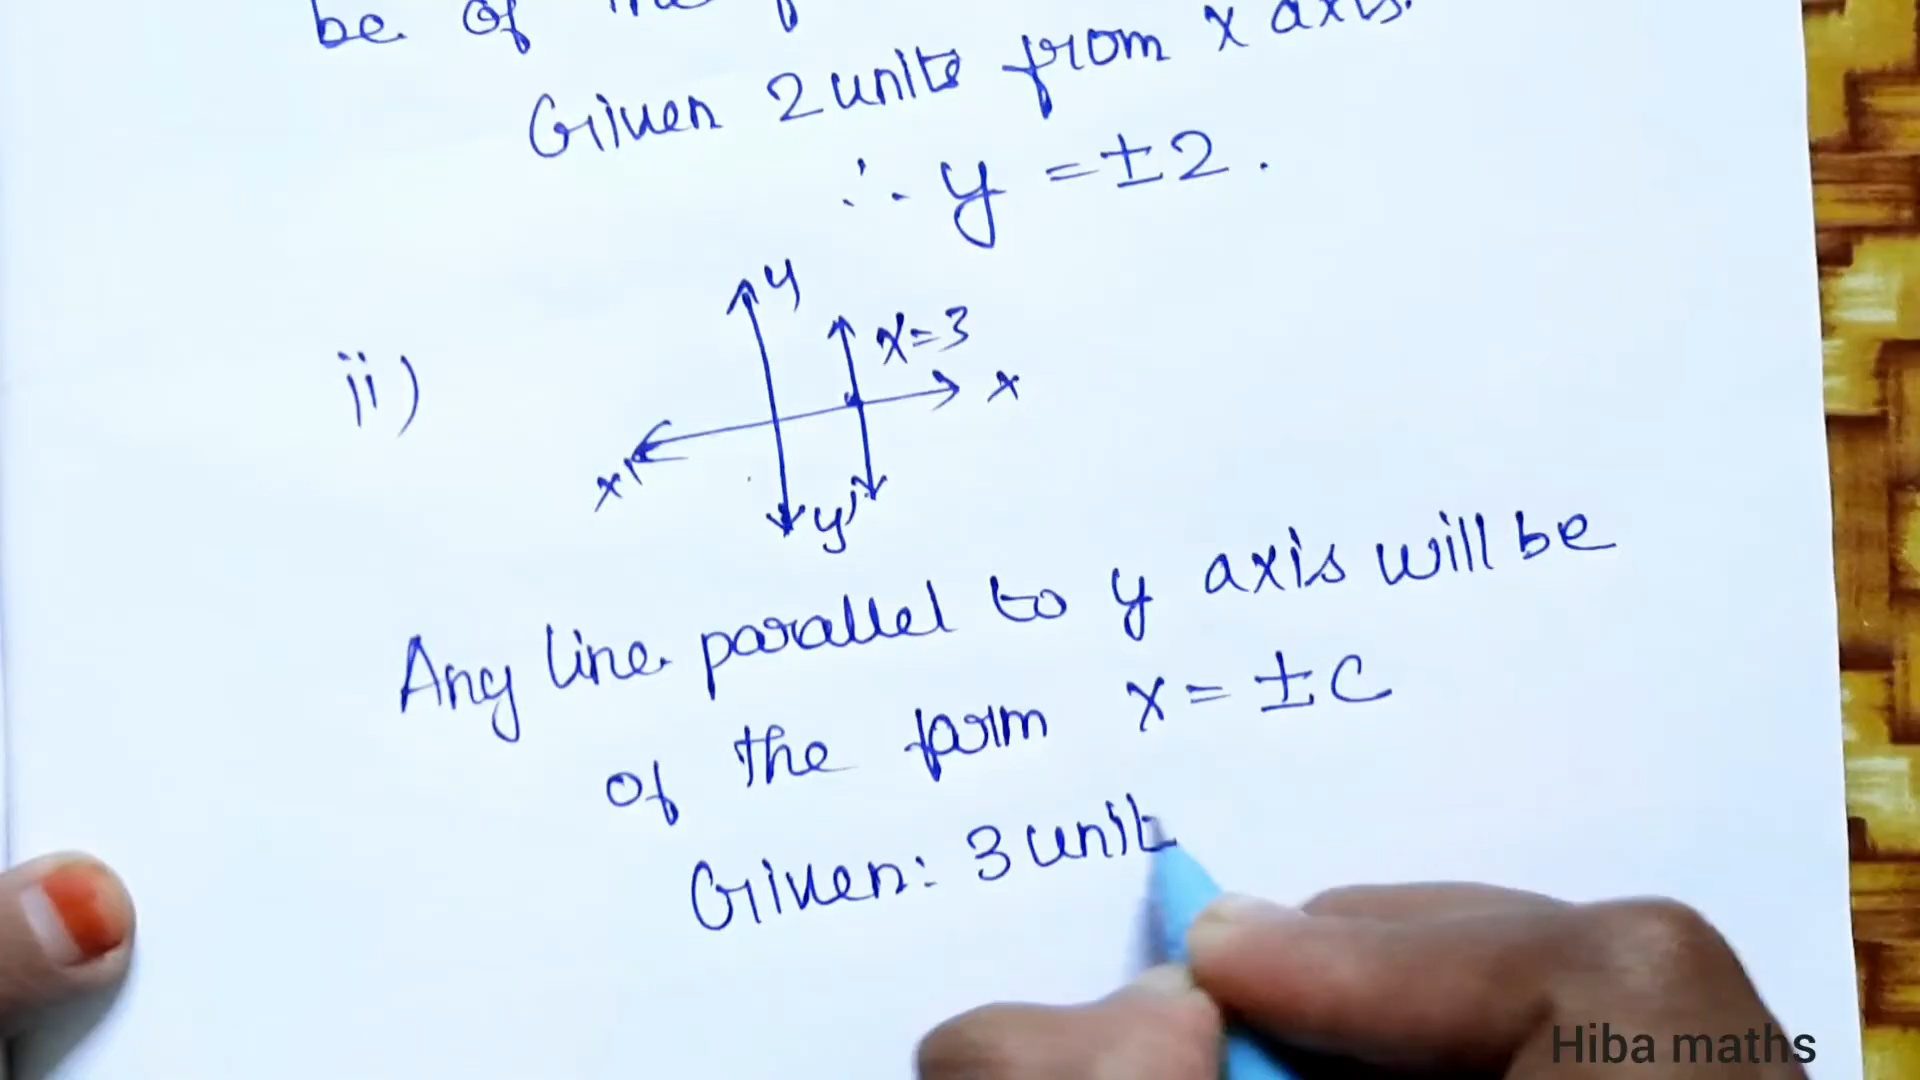 be of the
Given 2 units from x axis.
∴ y = ±2.
y
x=3
ii)
x
x'
y'
Any line parallel to y axis will be
of the form x = ±c
Given: 3 unit
Hiba maths